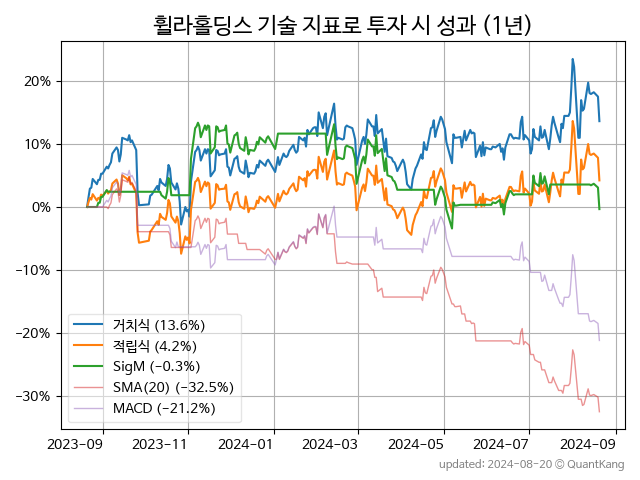 휠라홀딩스 기술 지표로 투자 시 성과 (1년)
20%
10%
0%
−10%
−20%
−30%
거치식 (13.6%)
적립식 (4.2%)
SigM (−0.3%)
SMA(20) (−32.5%)
MACD (−21.2%)
2023-09 2023-11 2024-01 2024-03 2024-05 2024-07 2024-09
updated: 2024-08-20 © QuantKang